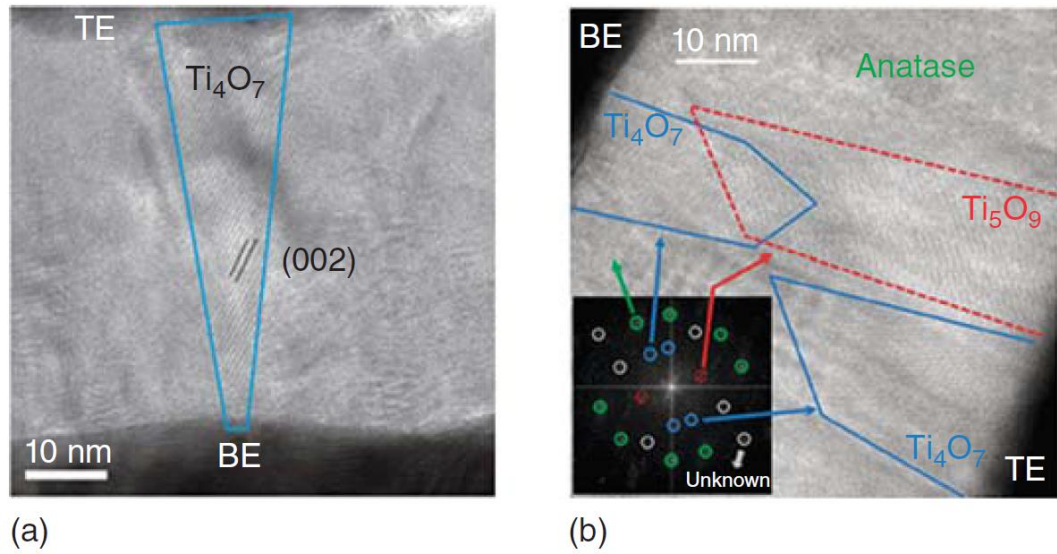 TE
Ti4O7
(002)
BE
10 nm
(a)
BE
10 nm
Anatase
Ti4O7
Ti5O9
Ti4O7
TE
Unknown
(b)